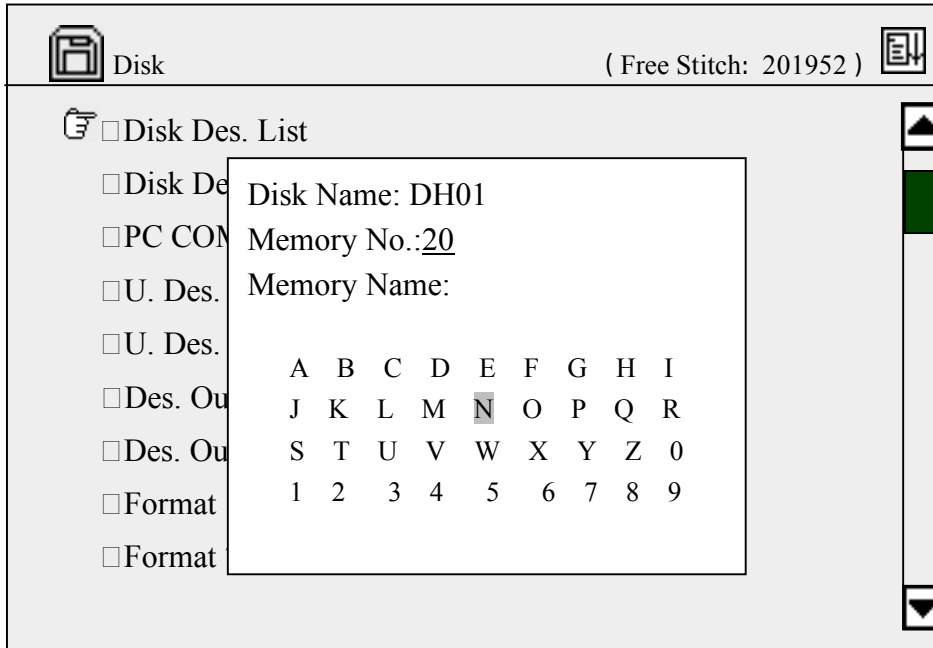 Disk (Free Stitch: 201952)
□Disk Des. List
□Disk De
□PC COM
□U. Des.
□U. Des.
□Des. Ou
□Des. Ou
□Format
□Format
Disk Name: DH01
Memory No.:20
Memory Name:
A B C D E F G H I
J K L M N O P Q R
S T U V W X Y Z 0
1 2 3 4 5 6 7 8 9